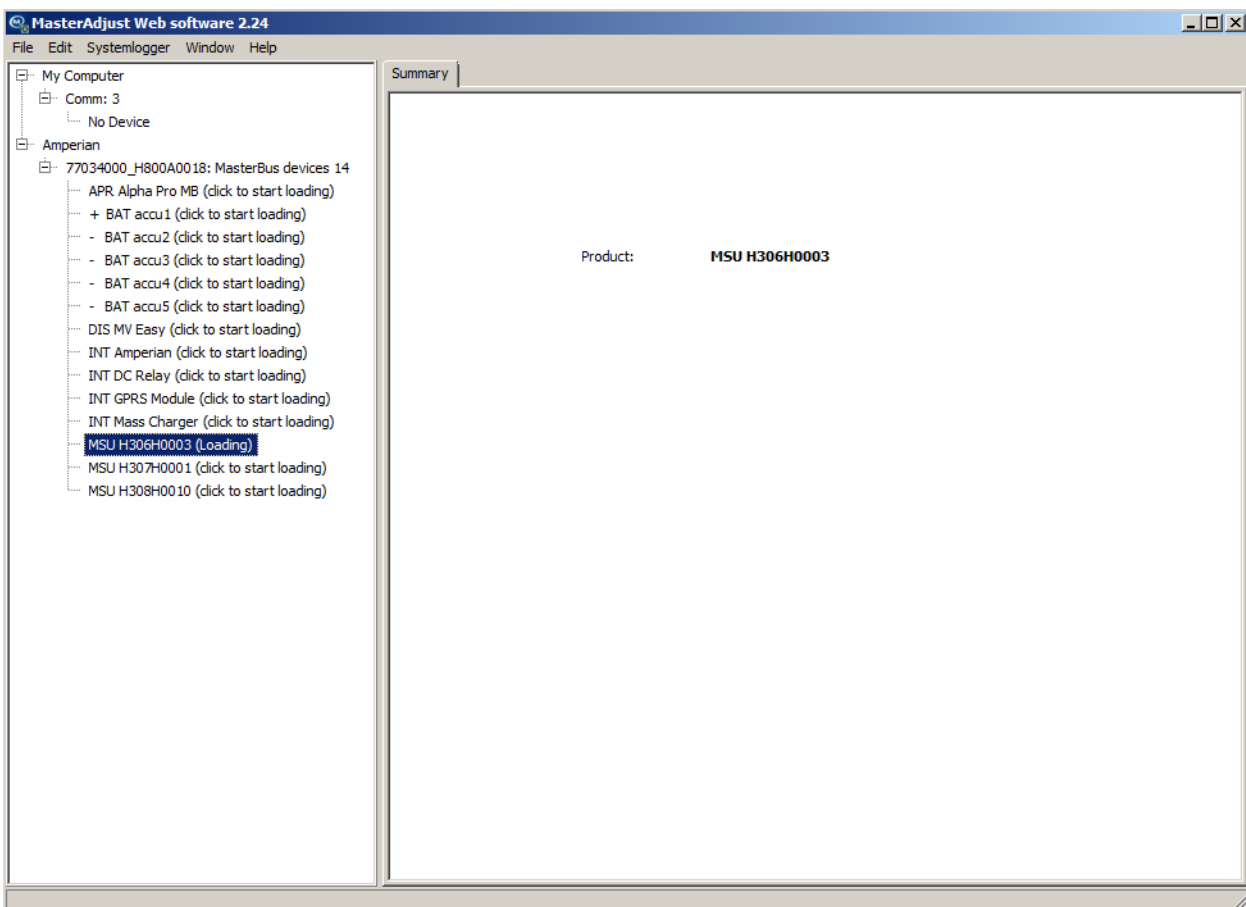 MasterAdjust Web software 2.24
File Edit Systemlogger Window Help
My Computer
Comm: 3
No Device
Amperian
77034000_H800A0018: MasterBus devices 14
APR Alpha Pro MB (click to start loading)
+ BAT accu1 (click to start loading)
- BAT accu2 (click to start loading)
- BAT accu3 (click to start loading)
- BAT accu4 (click to start loading)
- BAT accu5 (click to start loading)
DIS MV Easy (click to start loading)
INT Amperian (click to start loading)
INT DC Relay (click to start loading)
INT GPRS Module (click to start loading)
INT Mass Charger (click to start loading)
MSU H306H0003 (Loading)
MSU H307H0001 (click to start loading)
MSU H308H0010 (click to start loading)
Summary
Product: MSU H306H0003